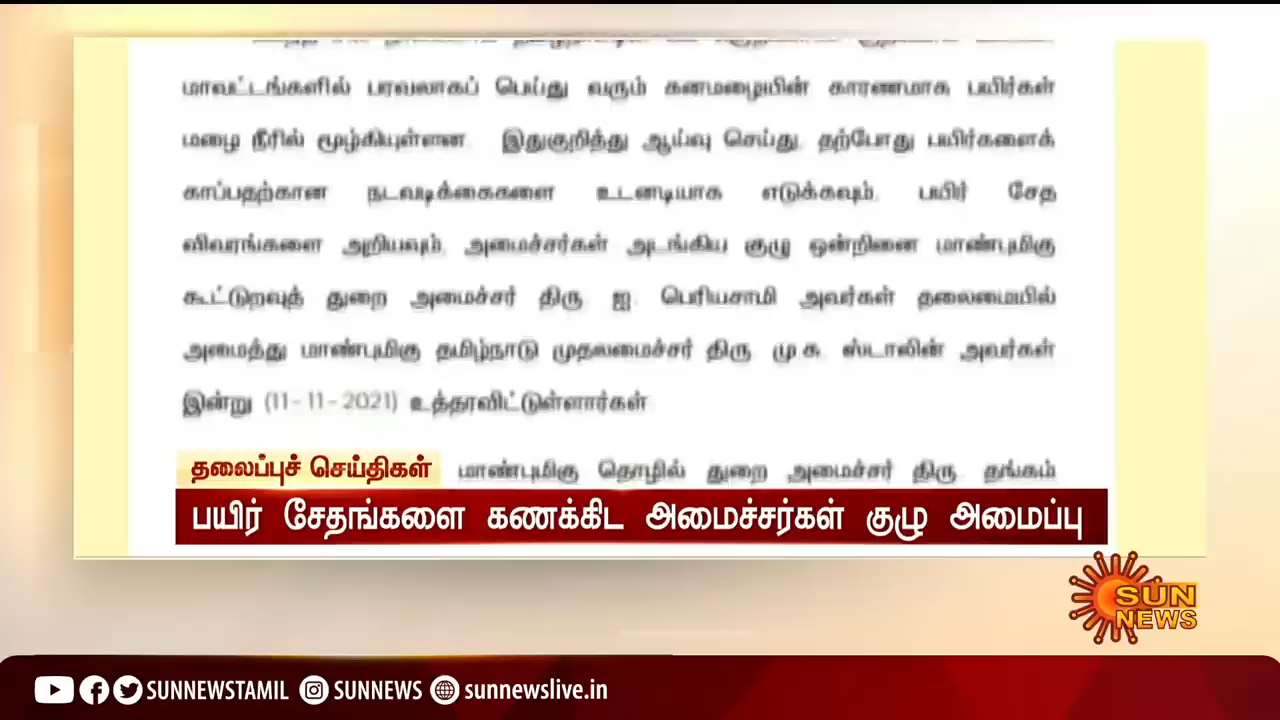 மாவட்டங்களில் பரவலாகப் பெய்து வரும் கனமழையின் காரணமாக பயிர்கள்
மழை நீரில் மூழ்கியுள்ளன. இதுகுறித்து ஆய்வு செய்து, தற்போது பயிர்களைக்
காப்பதற்கான நடவடிக்கைகளை உடனடியாக எடுக்கவும், பயிர் சேத
விவரங்களை அறியவும், அமைச்சர்கள் அடங்கிய குழு ஒன்றினை மாண்புமிகு
கூட்டுறவுத் துறை அமைச்சர் திரு. ஐ. பெரியசாமி அவர்கள் தலைமையில்
அமைத்து மாண்புமிகு தமிழ்நாடு முதலமைச்சர் திரு. மு.க. ஸ்டாலின் அவர்கள்
இன்று (11-11-2021) உத்தரவிட்டுள்ளார்கள்.
தலைப்புச் செய்திகள் மாண்புமிகு தொழில் துறை அமைச்சர் திரு. தங்கம்
பயிர் சேதங்களை கணக்கிட அமைச்சர்கள் குழு அமைப்பு
SUN
NEWS
SUNNEWSTAMIL SUNNEWS sunnewslive.in